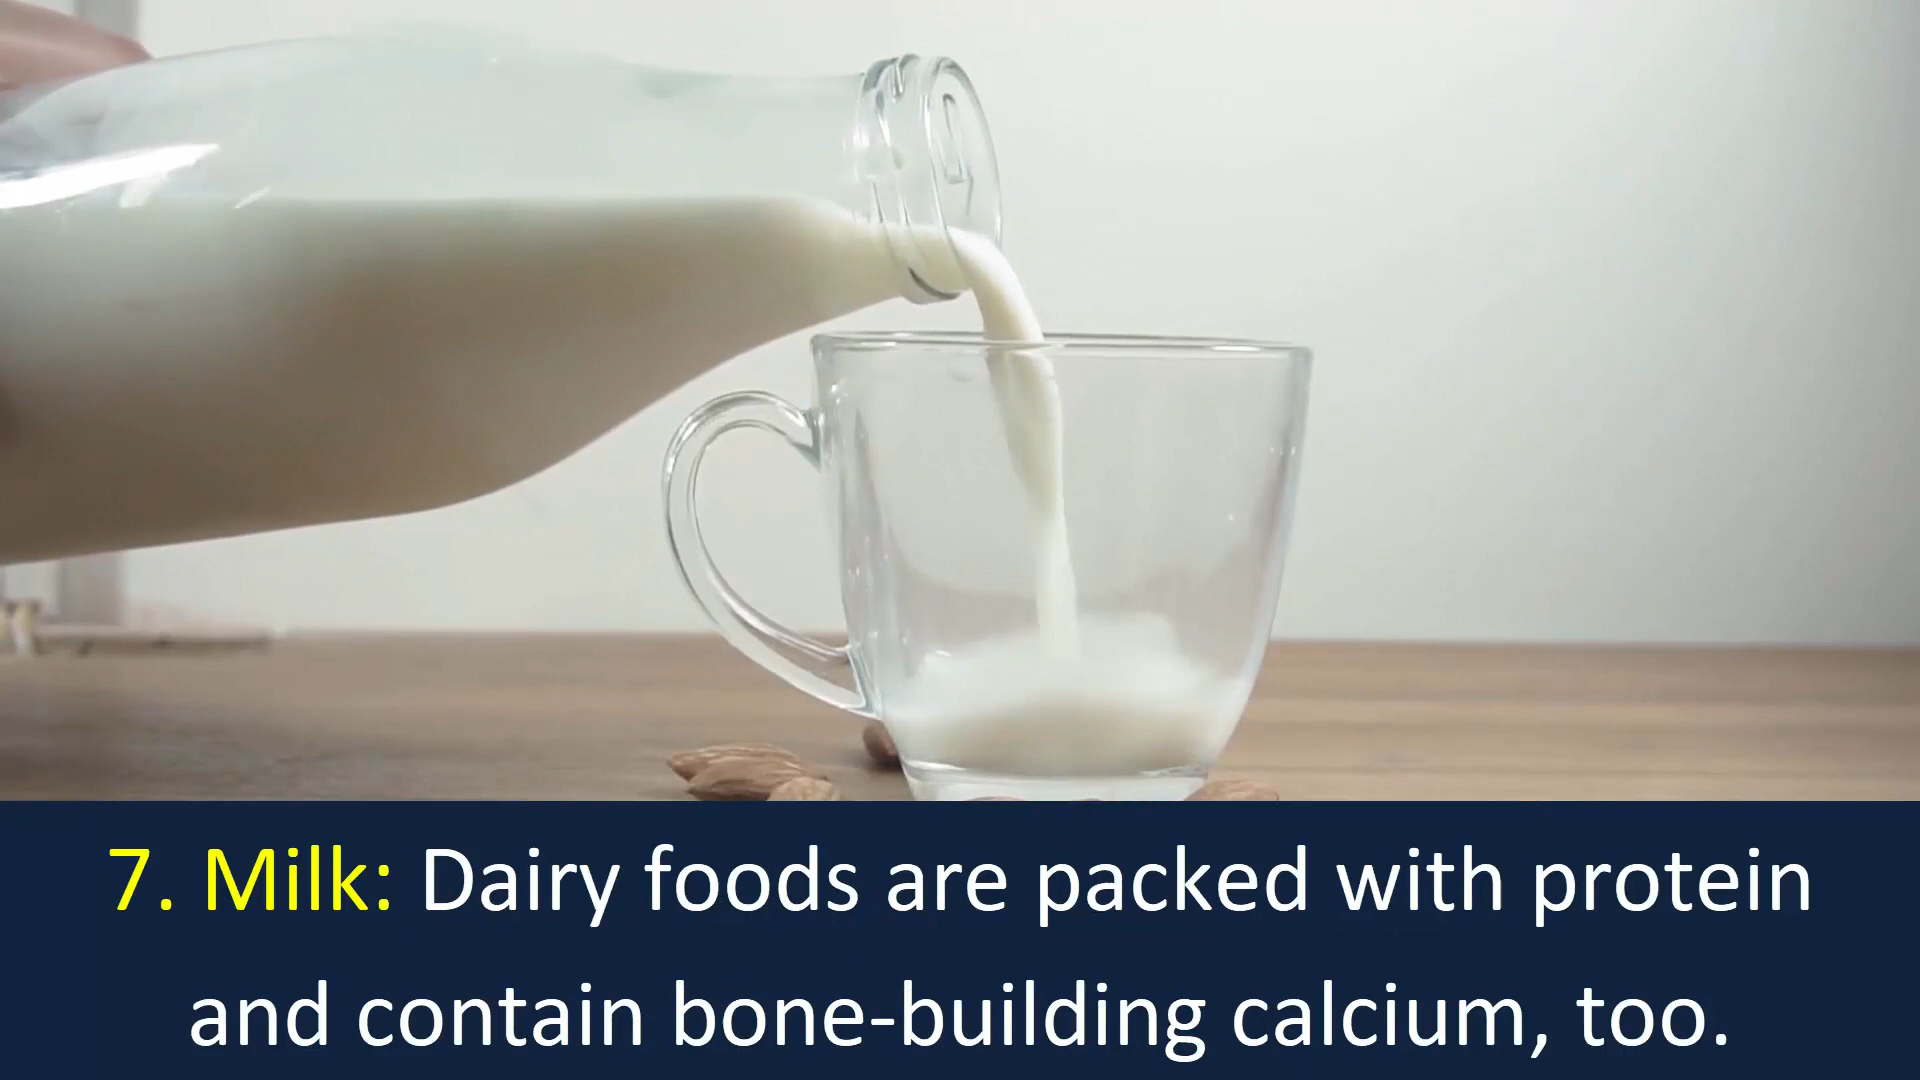 7. Milk: Dairy foods are packed with protein
and contain bone-building calcium, too.